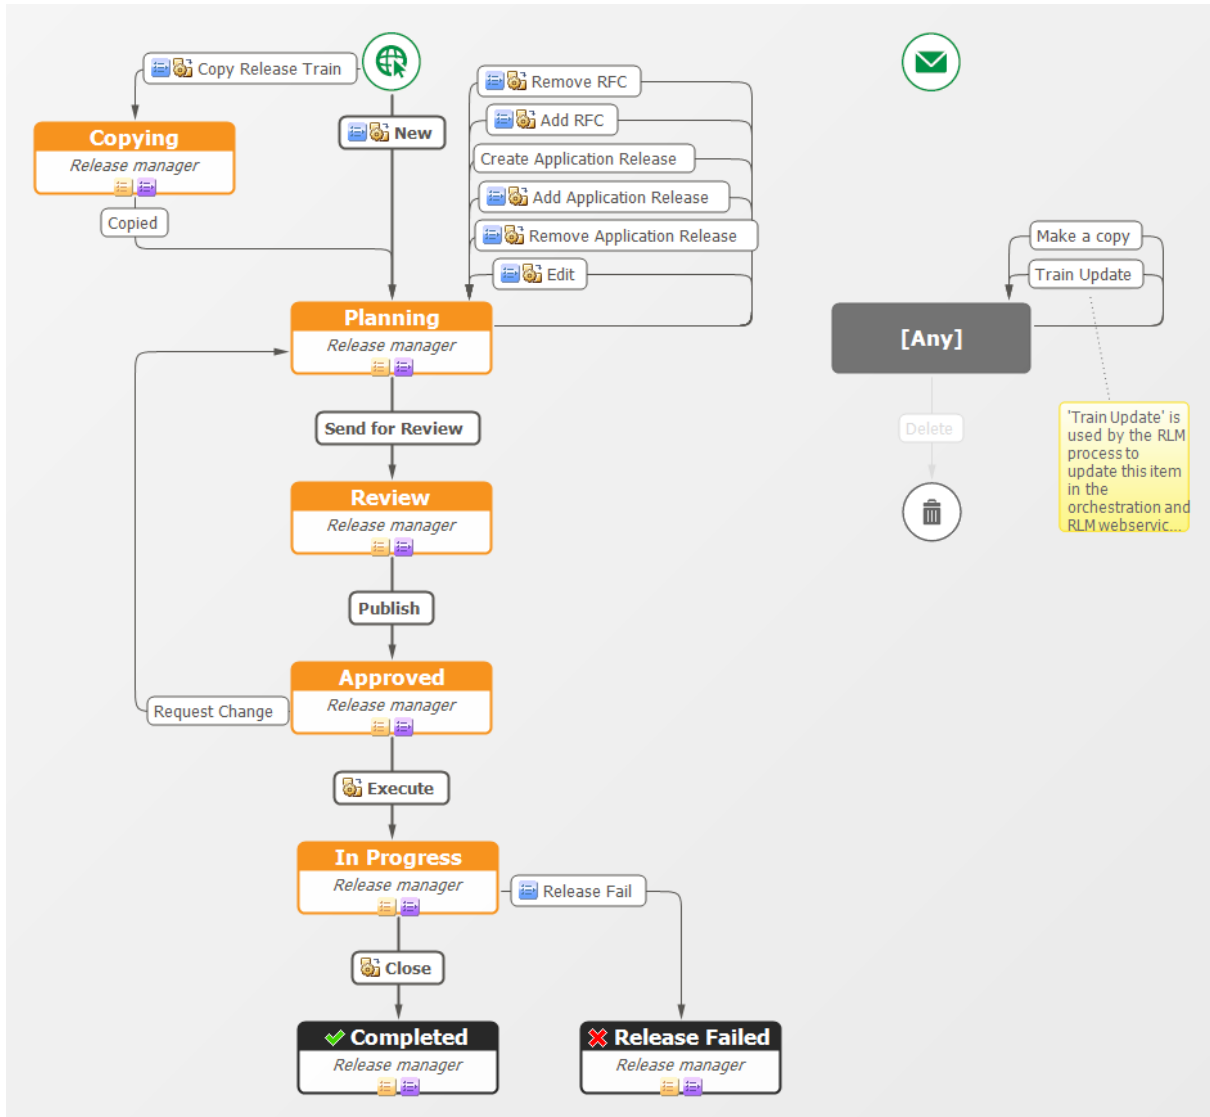 Copy Release Train
New
Remove RFC
Add RFC
Create Application Release
Add Application Release
Remove Application Release
Edit
Copying
Release manager
Copied
Planning
Release manager
Send for Review
Review
Release manager
Publish
Approved
Release manager
Request Change
Execute
In Progress
Release manager
Release Fail
Close
Completed
Release manager
Release Failed
Release manager
Make a copy
Train Update
[Any]
Delete
'Train Update' is
used by the RLM
process to
update this item
in the
orchestration and
RLM webservic...